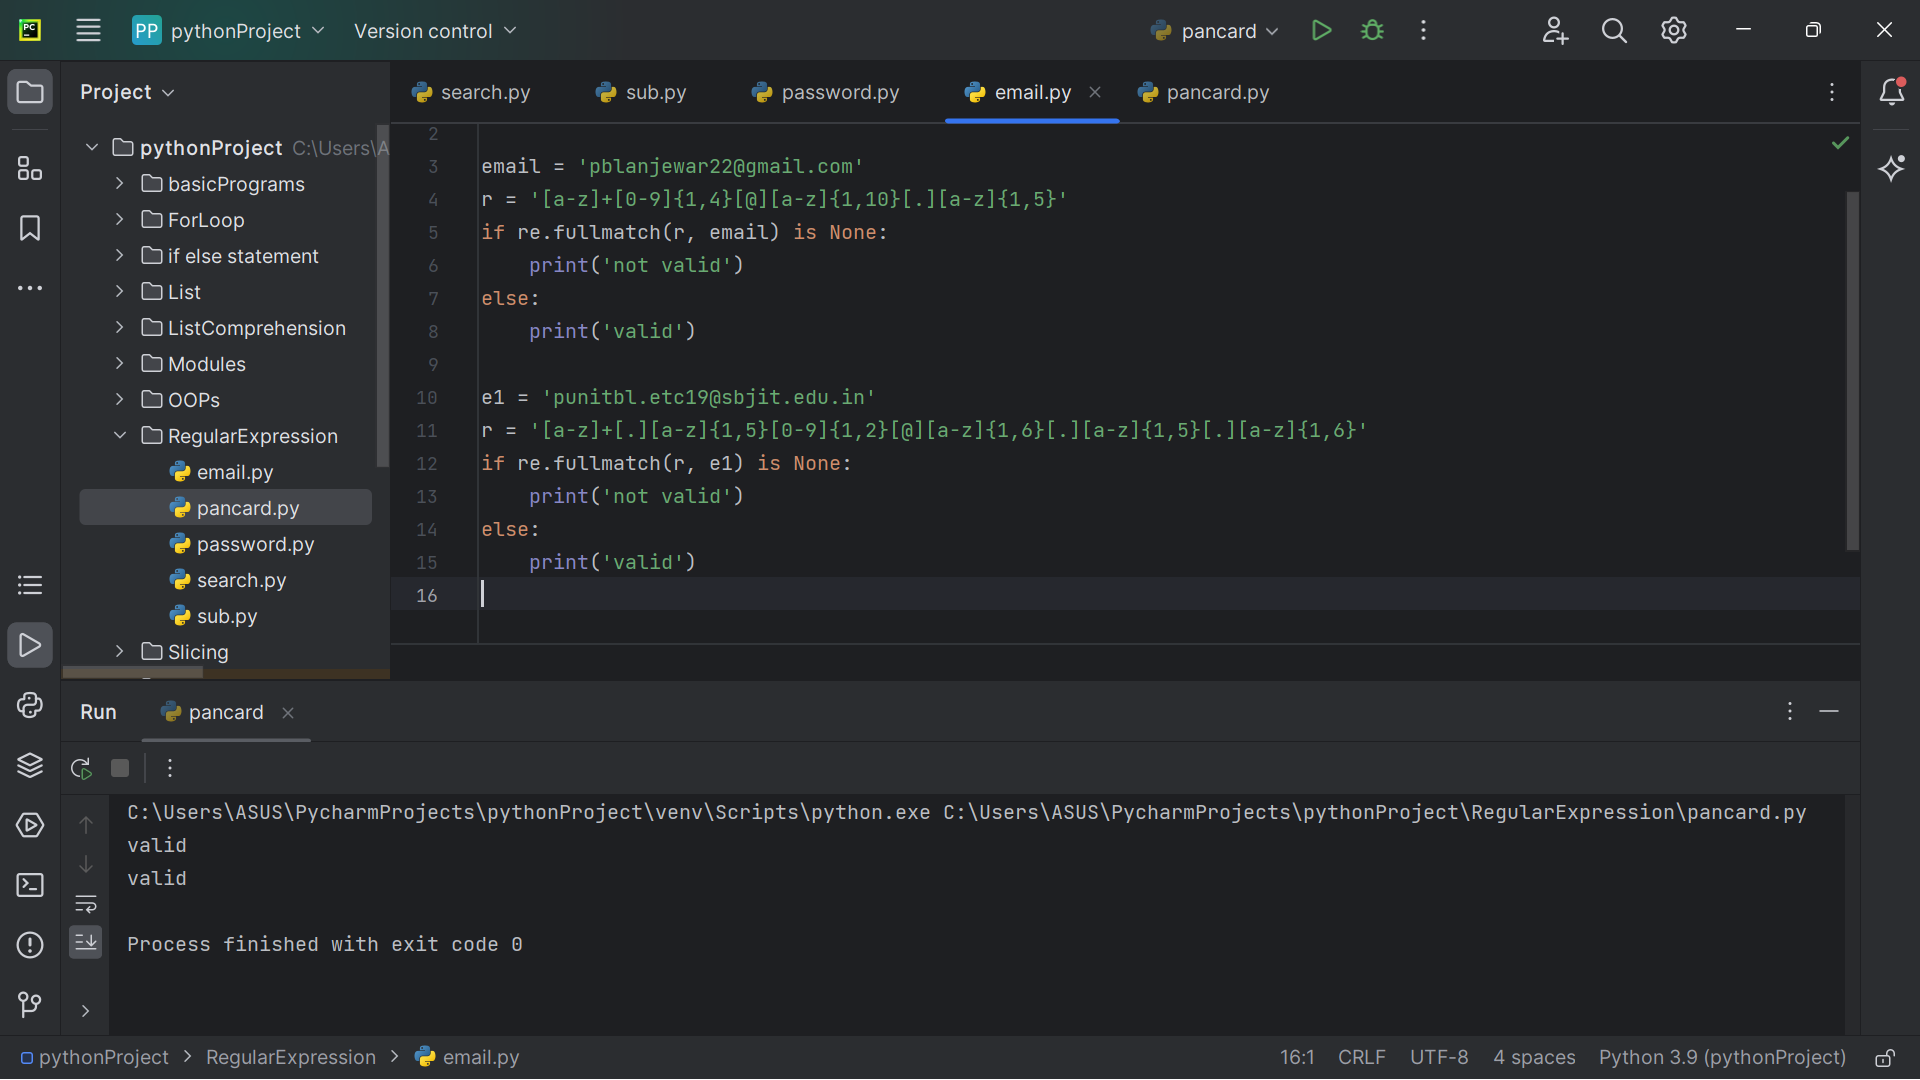 PC
PP pythonProject Version control pancard
Project
search.py sub.py password.py email.py pancard.py
pythonProject C:\Users\A
basicPrograms
ForLoop
if else statement
List
ListComprehension
Modules
OOPs
RegularExpression
email.py
pancard.py
password.py
search.py
sub.py
Slicing
2
3 email = 'pblanjewar22@gmail.com'
4 r = '[a-z]+[0-9]{1,4}[@][a-z]{1,10}[.][a-z]{1,5}'
5 if re.fullmatch(r, email) is None:
6 print('not valid')
7 else:
8 print('valid')
9
10 e1 = 'punitbl.etc19@sbjit.edu.in'
11 r = '[a-z]+[.][a-z]{1,5}[0-9]{1,2}[@][a-z]{1,6}[.][a-z]{1,5}[.][a-z]{1,6}'
12 if re.fullmatch(r, e1) is None:
13 print('not valid')
14 else:
15 print('valid')
16
Run pancard
C:\Users\ASUS\PycharmProjects\pythonProject\venv\Scripts\python.exe C:\Users\ASUS\PycharmProjects\pythonProject\RegularExpression\pancard.py
valid
valid
Process finished with exit code 0
pythonProject > RegularExpression > email.py 16:1 CRLF UTF-8 4 spaces Python 3.9 (pythonProject)